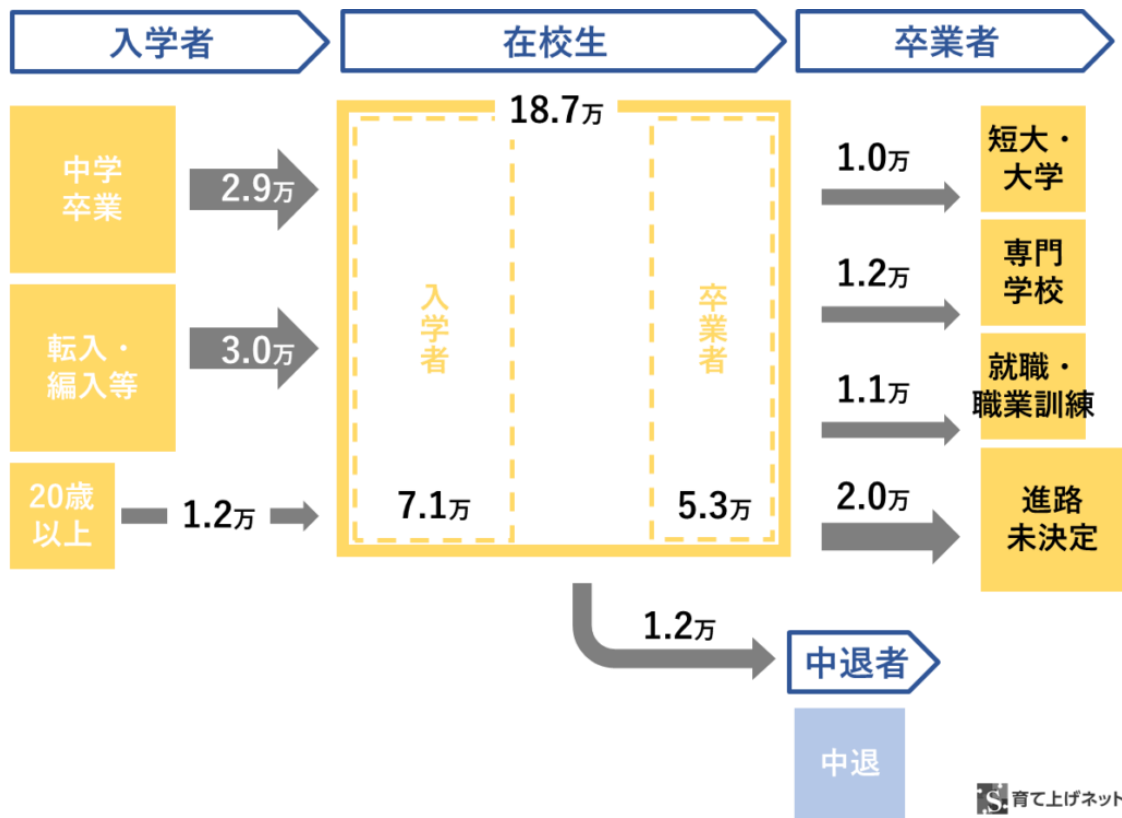 入学者
在校生
卒業者
中学
卒業
2.9万
転入・
編入等
3.0万
20歳
以上
1.2万
18.7万
入学者
7.1万
卒業者
5.3万
1.0万
短大・
大学
1.2万
専門
学校
1.1万
就職・
職業訓練
2.0万
進路
未決定
1.2万
中退者
中退
S.
育て上げネット